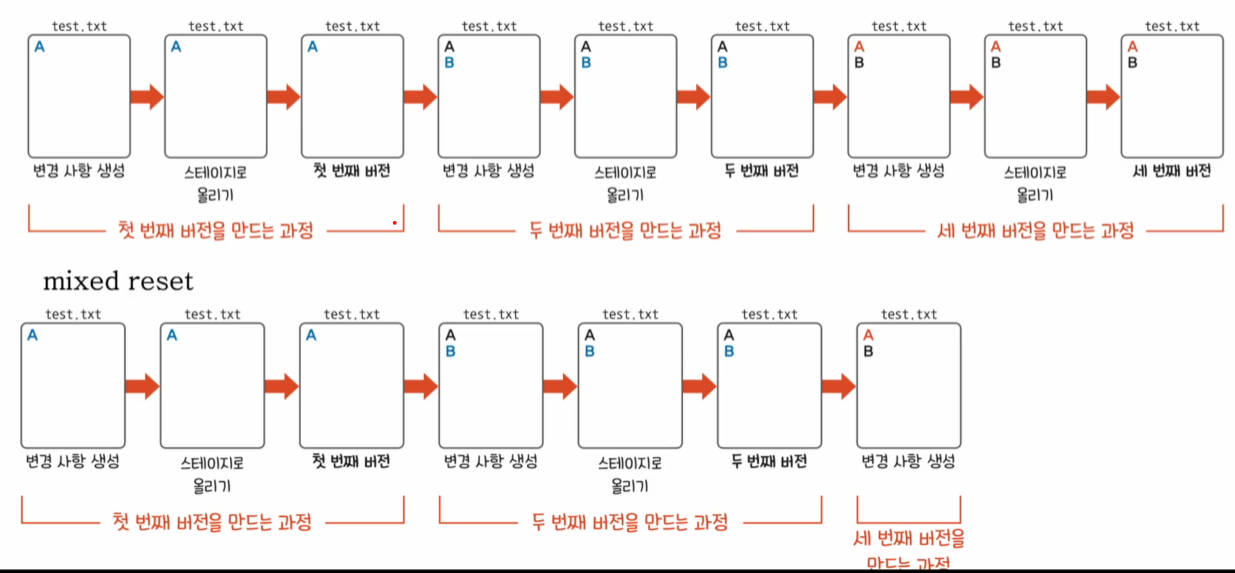 test.txt test.txt test.txt test.txt test.txt test.txt test.txt test.txt test.txt
A A A A A A A A A
B B B B B B
변경 사항 생성 스테이지로 첫 번째 버전 변경 사항 생성 스테이지로 두 번째 버전 변경 사항 생성 스테이지로 세 번째 버전
올리기 올리기 올리기
첫 번째 버전을 만드는 과정 두 번째 버전을 만드는 과정 세 번째 버전을 만드는 과정
mixed reset
test.txt test.txt test.txt test.txt test.txt test.txt test.txt
A A A A A A A
B B B B
변경 사항 생성 스테이지로 첫 번째 버전 변경 사항 생성 스테이지로 두 번째 버전 변경 사항 생성
올리기 올리기
첫 번째 버전을 만드는 과정 두 번째 버전을 만드는 과정 세 번째 버전을
만드는 과정